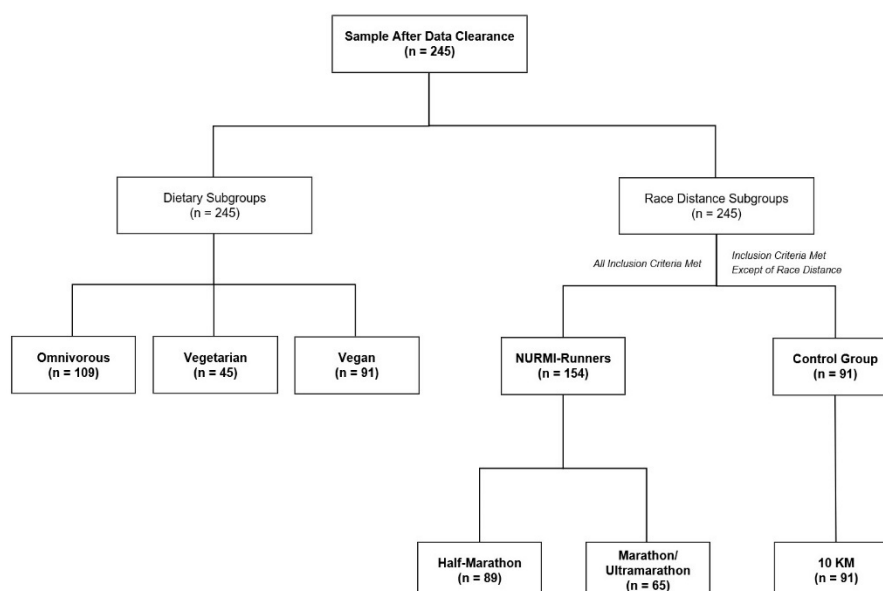 Sample After Data Clearance
(n = 245)
Dietary Subgroups
(n = 245)
Race Distance Subgroups
(n = 245)
All Inclusion Criteria Met
Inclusion Criteria Met
Except of Race Distance
Omnivorous
(n = 109)
Vegetarian
(n = 45)
Vegan
(n = 91)
NURMI-Runners
(n = 154)
Control Group
(n = 91)
Half-Marathon
(n = 89)
Marathon/
Ultramarathon
(n = 65)
10 KM
(n = 91)